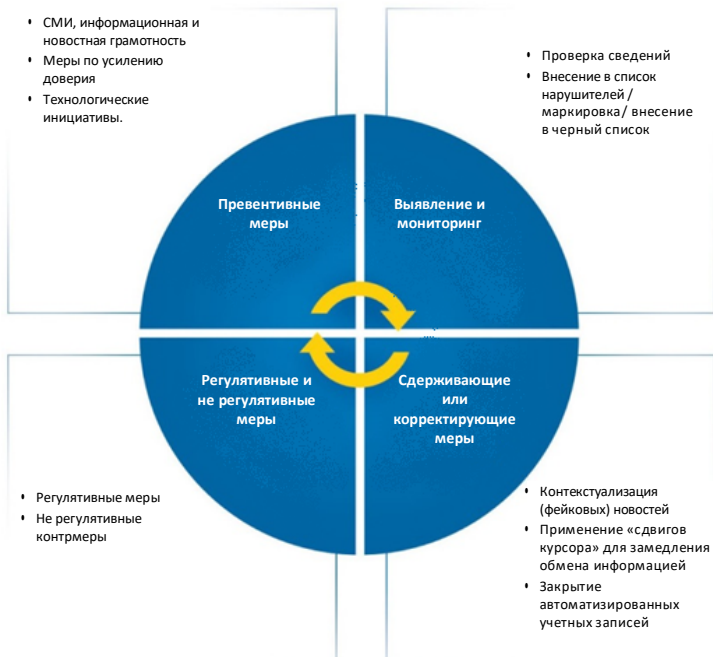 • СМИ, информационная и
новостная грамотность
• Меры по усилению
доверия
• Технологические
инициативы.
• Проверка сведений
• Внесение в список
нарушителей /
маркировка/ внесение
в черный список
Превентивные
меры
Выявление и
мониторинг
Регулятивные и
не регулятивные
меры
Сдерживающие
или
корректирующие
меры
• Регулятивные меры
• Не регулятивные
контрмеры
• Контекстуализация
(фейковых) новостей
• Применение «сдвигов
курсора» для замедления
обмена информацией
• Закрытие
автоматизированных
учетных записей